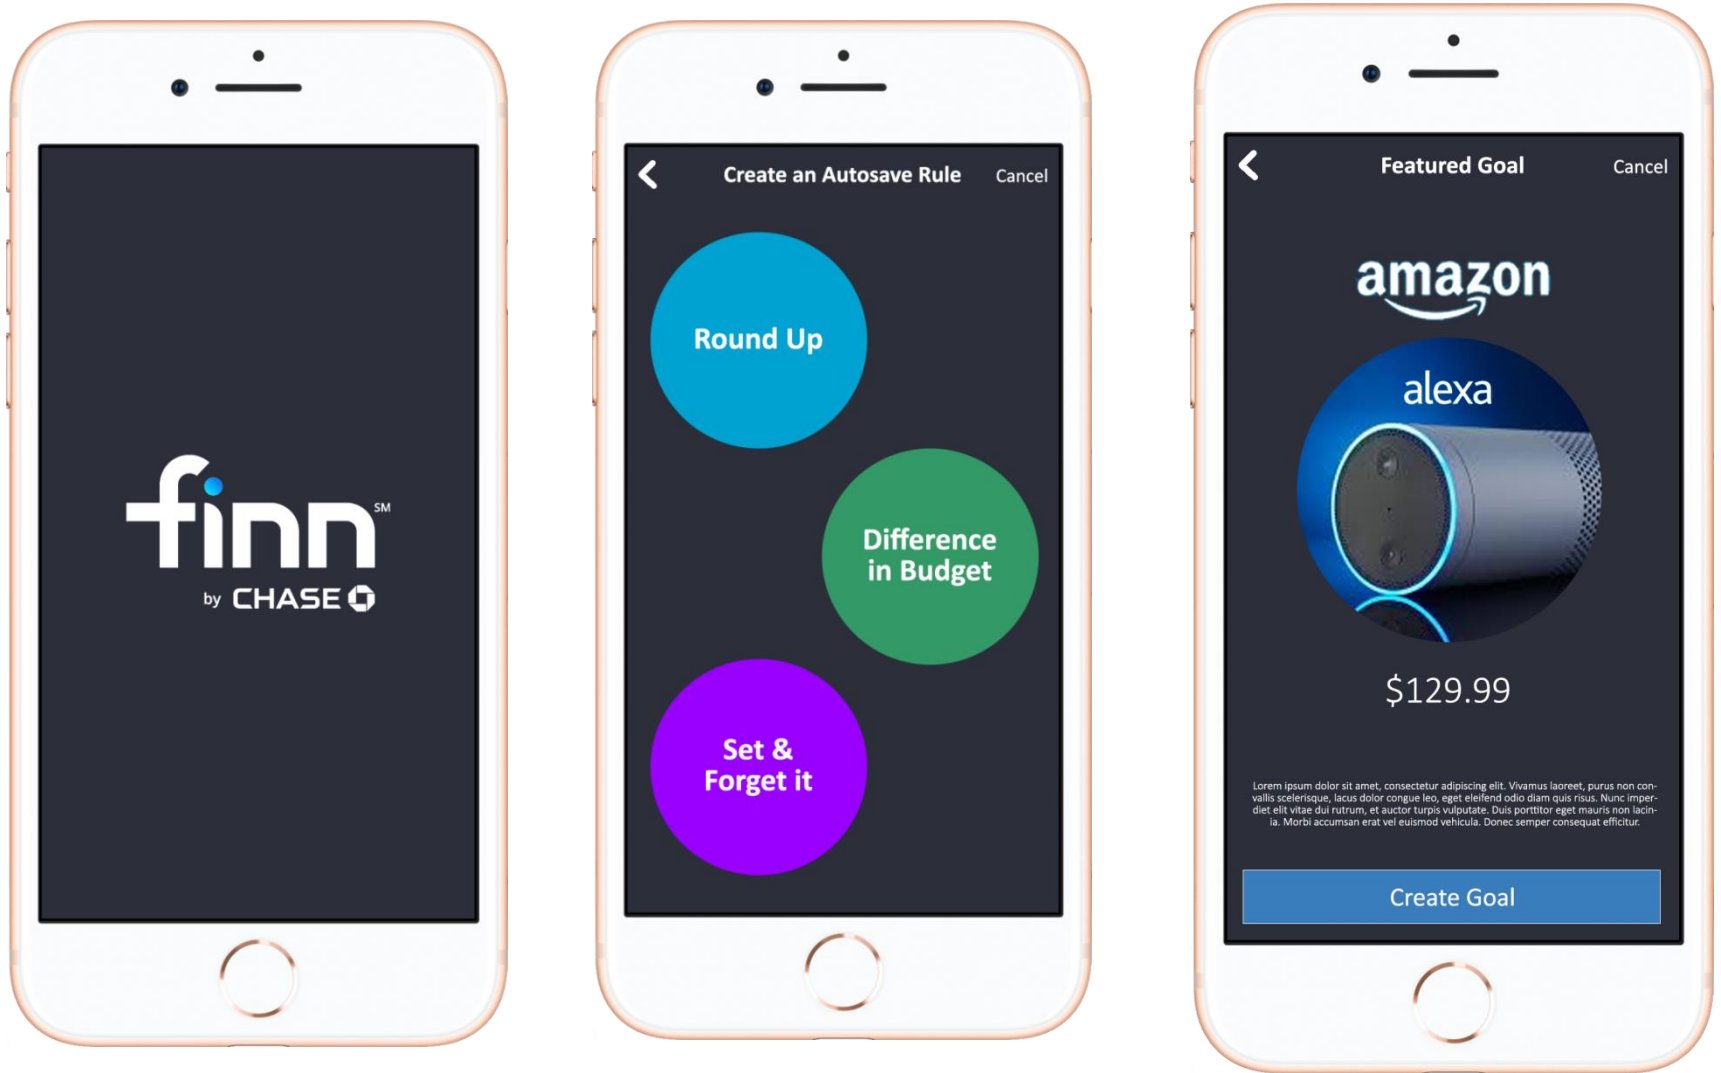 finn SM
by CHASE
Create an Autosave Rule Cancel
Round Up
Difference
in Budget
Set &
Forget it
Featured Goal Cancel
amazon
alexa
$129.99
Lorem ipsum dolor sit amet, consectetur adipiscing elit. Vivamus laoreet, purus non con-
vallis scelerisque, lacus dolor congue leo, eget eleifend odio diam quis risus. Nunc imper-
diet elit vitae dui rutrum, et auctor turpis vulputate. Duis porttitor eget mauris non lacin-
ia. Morbi accumsan erat vel euismod vehicula. Donec semper consequat efficitur.
Create Goal